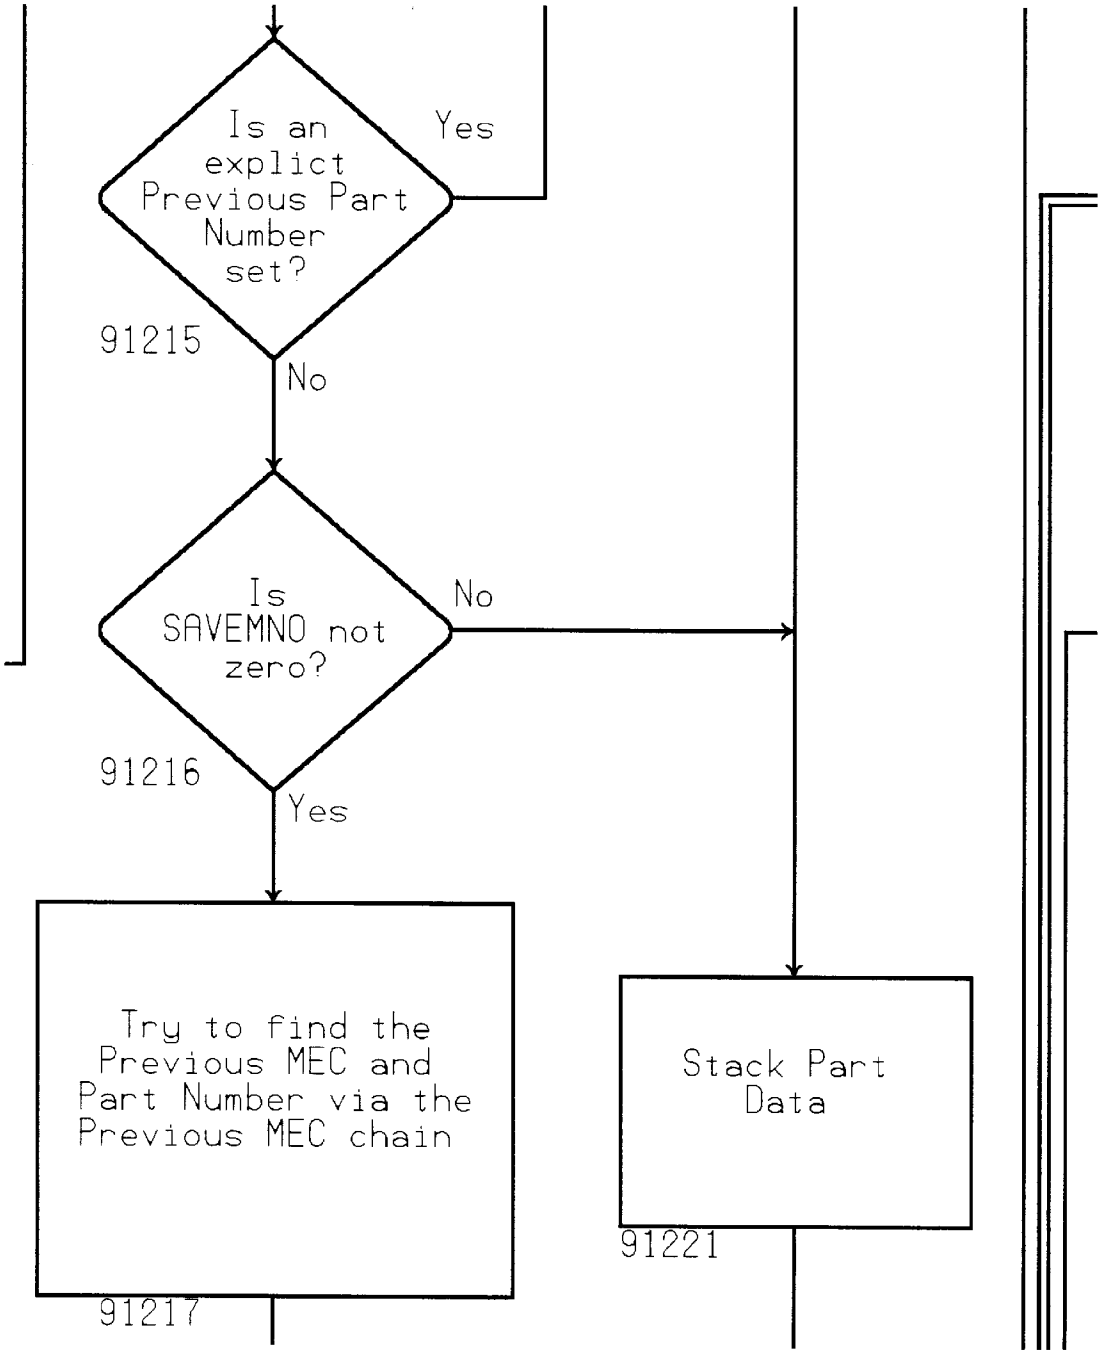 Is an
explict
Previous Part
Number
set?
Yes
91215
No
Is
SAVEMNO not
zero?
No
91216
Yes
Try to find the
Previous MEC and
Part Number via the
Previous MEC chain
91217
Stack Part
Data
91221